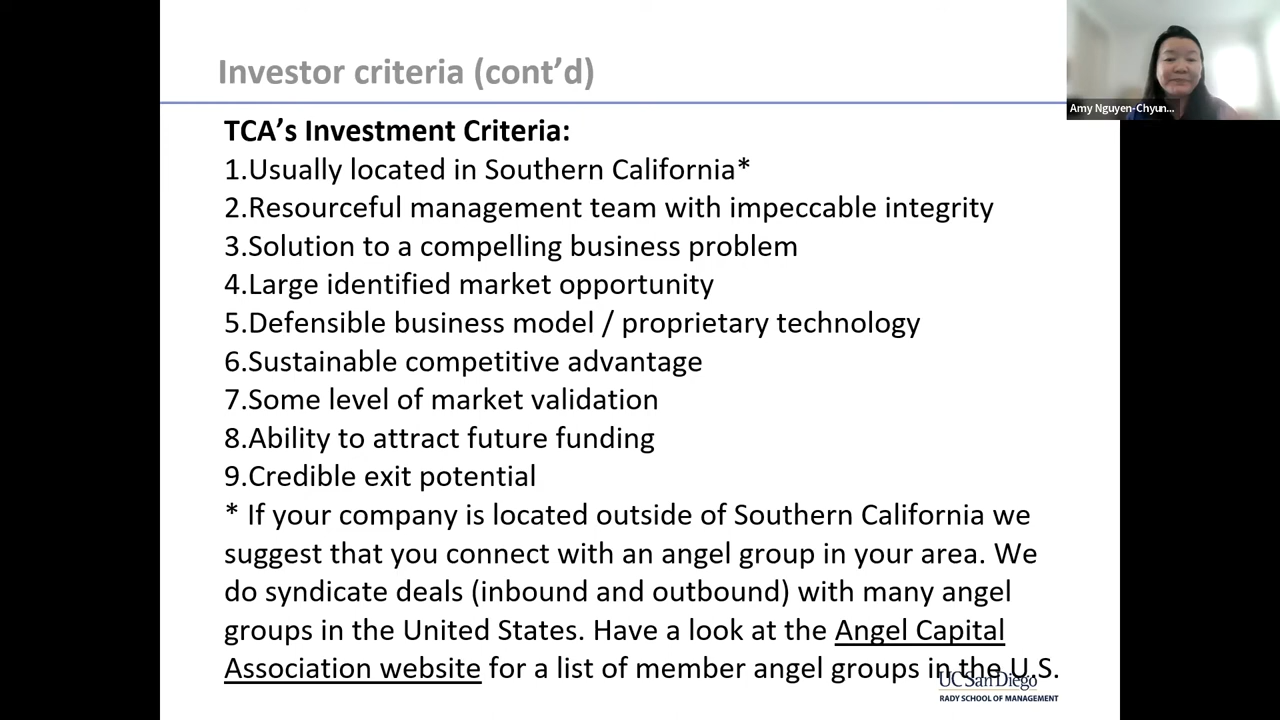 Investor criteria (cont’d)
Amy Nguyen-Chyun...
TCA’s Investment Criteria:
1.Usually located in Southern California*
2.Resourceful management team with impeccable integrity
3.Solution to a compelling business problem
4.Large identified market opportunity
5.Defensible business model / proprietary technology
6.Sustainable competitive advantage
7.Some level of market validation
8.Ability to attract future funding
9.Credible exit potential
* If your company is located outside of Southern California we
suggest that you connect with an angel group in your area. We
do syndicate deals (inbound and outbound) with many angel
groups in the United States. Have a look at the Angel Capital
Association website for a list of member angel groups in the U.S.
UC San Diego
RADY SCHOOL OF MANAGEMENT